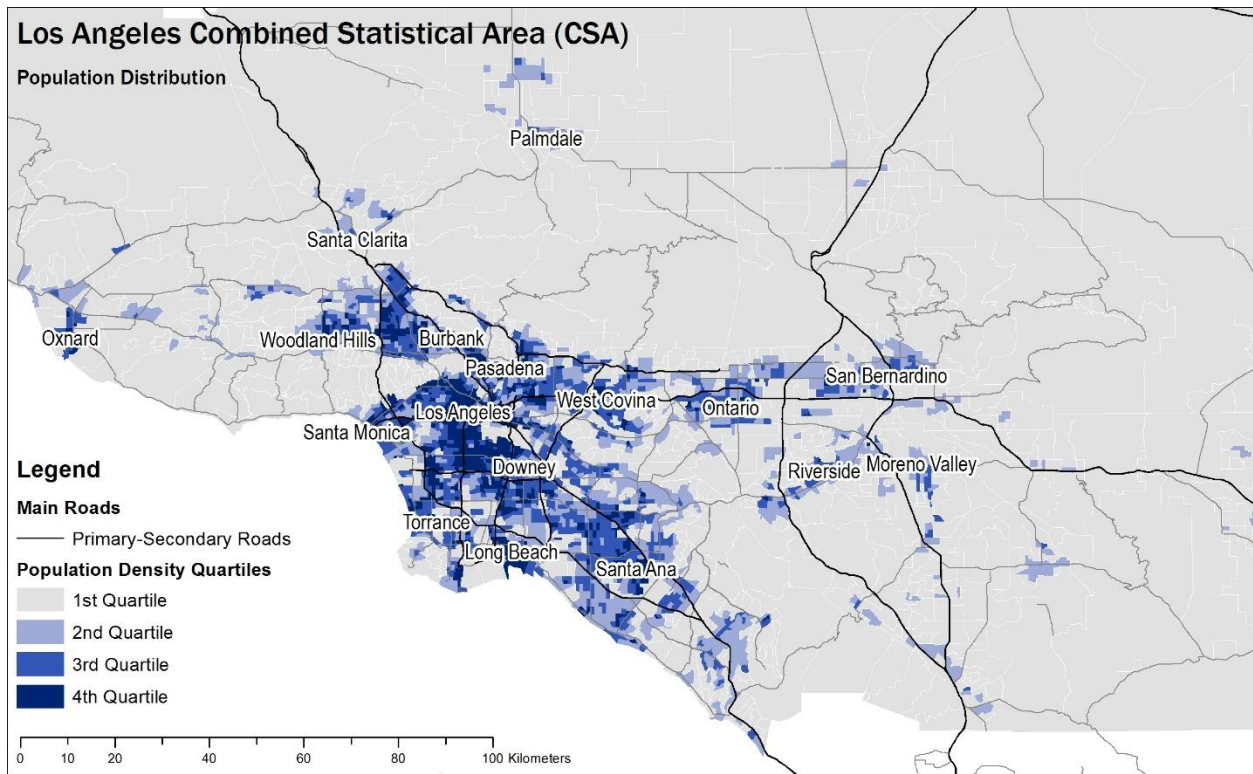 Los Angeles Combined Statistical Area (CSA)
Population Distribution
Palmdale
Santa Clarita
Oxnard
Woodland Hills
Burbank
Pasadena
San Bernardino
West Covina
Ontario
Los Angeles
Santa Monica
Downey
Riverside
Moreno Valley
Torrance
Long Beach
Santa Ana
Legend
Main Roads
Primary-Secondary Roads
Population Density Quartiles
1st Quartile
2nd Quartile
3rd Quartile
4th Quartile
0 10 20 40 60 80 100 Kilometers